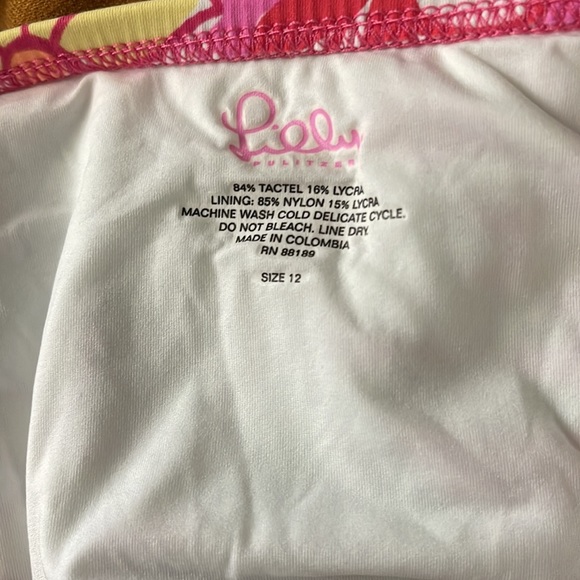 Lilly
PULITZER
84% TACTEL 16% LYCRA
LINING: 85% NYLON 15% LYCRA
MACHINE WASH COLD DELICATE CYCLE.
DO NOT BLEACH. LINE DRY.
MADE IN COLOMBIA
RN 88189
SIZE 12